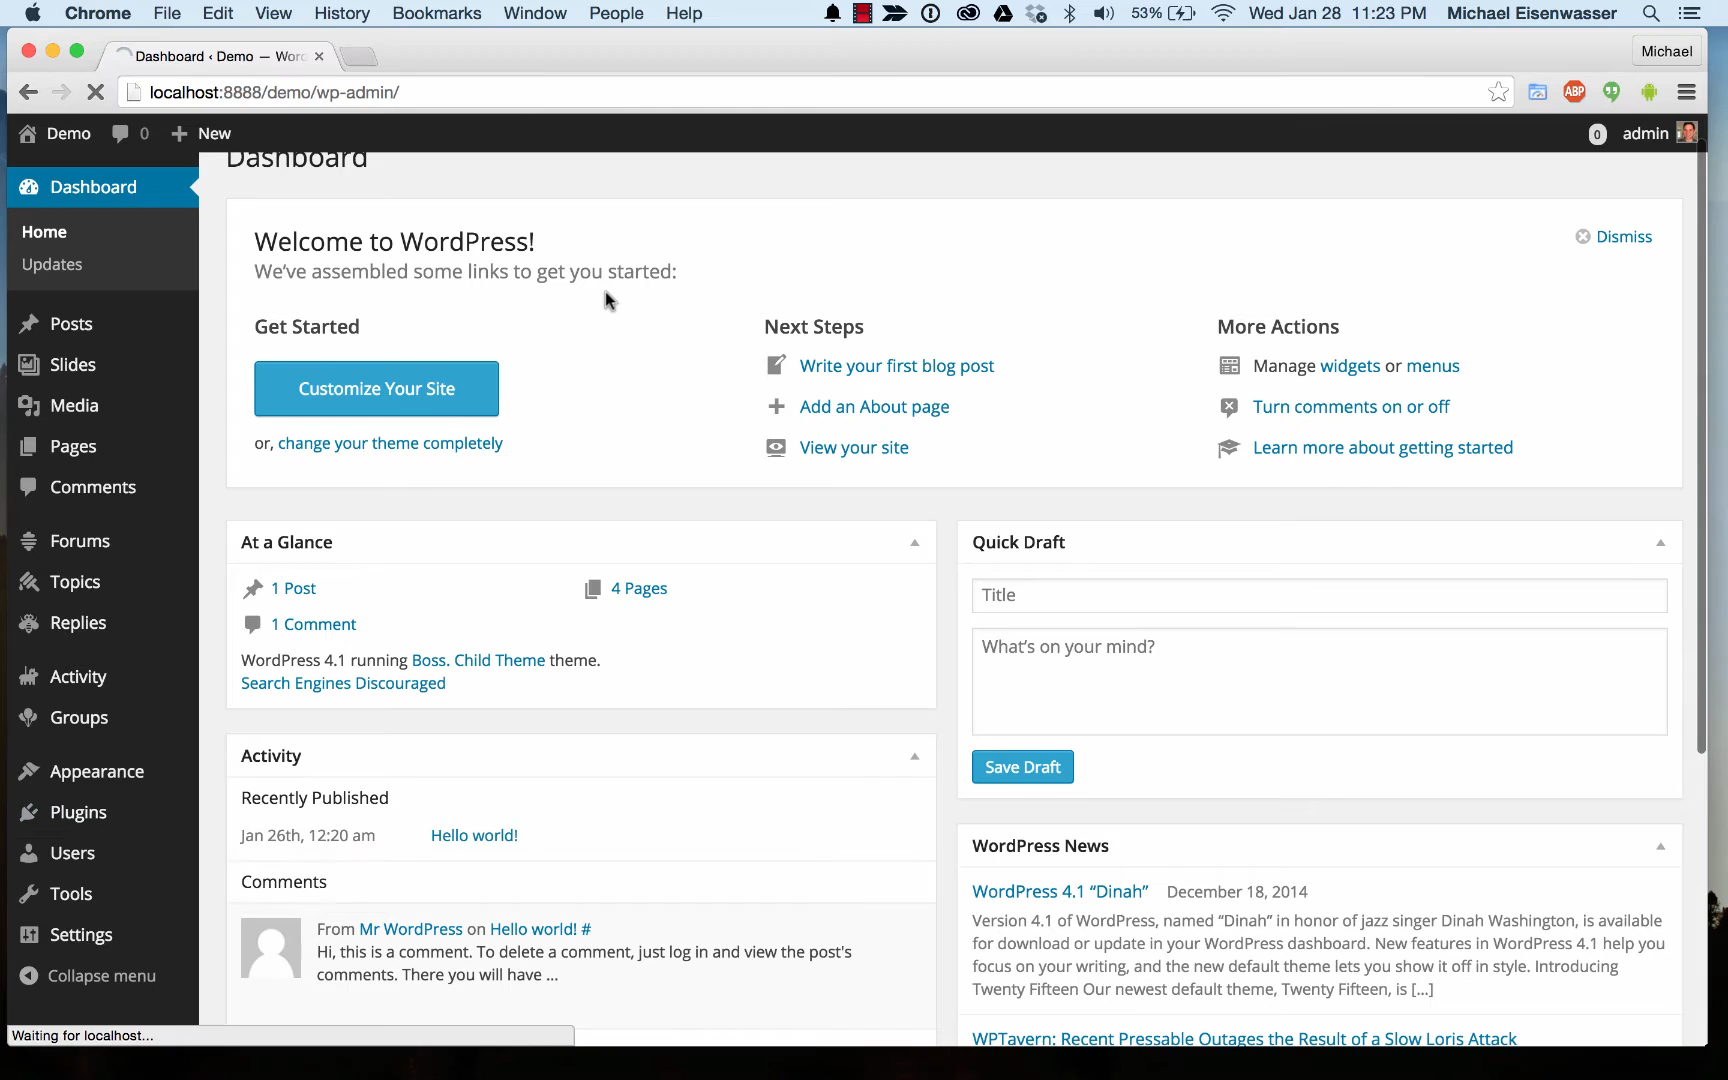 Chrome File Edit View History Bookmarks Window People Help 53% Wed Jan 28 11:23 PM Michael Eisenwasser
Dashboard ‹ Demo — Wor
Michael
localhost:8888/demo/wp-admin/
ABP
Demo 0 + New 0 admin
Dashboard
Home
Updates
Posts
Slides
Media
Pages
Comments
Forums
Topics
Replies
Activity
Groups
Appearance
Plugins
Users
Tools
Settings
Collapse menu
Dashboard
Welcome to WordPress!
Dismiss
We've assembled some links to get you started:
Get Started
Customize Your Site
or, change your theme completely
Next Steps
Write your first blog post
Add an About page
View your site
More Actions
Manage widgets or menus
Turn comments on or off
Learn more about getting started
At a Glance
1 Post 4 Pages
1 Comment
WordPress 4.1 running Boss. Child Theme theme.
Search Engines Discouraged
Activity
Recently Published
Jan 26th, 12:20 am Hello world!
Comments
From Mr WordPress on Hello world! #
Hi, this is a comment. To delete a comment, just log in and view the post's
comments. There you will have ...
Quick Draft
Title
What's on your mind?
Save Draft
WordPress News
WordPress 4.1 “Dinah” December 18, 2014
Version 4.1 of WordPress, named “Dinah” in honor of jazz singer Dinah Washington, is available
for download or update in your WordPress dashboard. New features in WordPress 4.1 help you
focus on your writing, and the new default theme lets you show it off in style. Introducing
Twenty Fifteen Our newest default theme, Twenty Fifteen, is [...]
WPTavern: Recent Pressable Outages the Result of a Slow Loris Attack
Waiting for localhost...